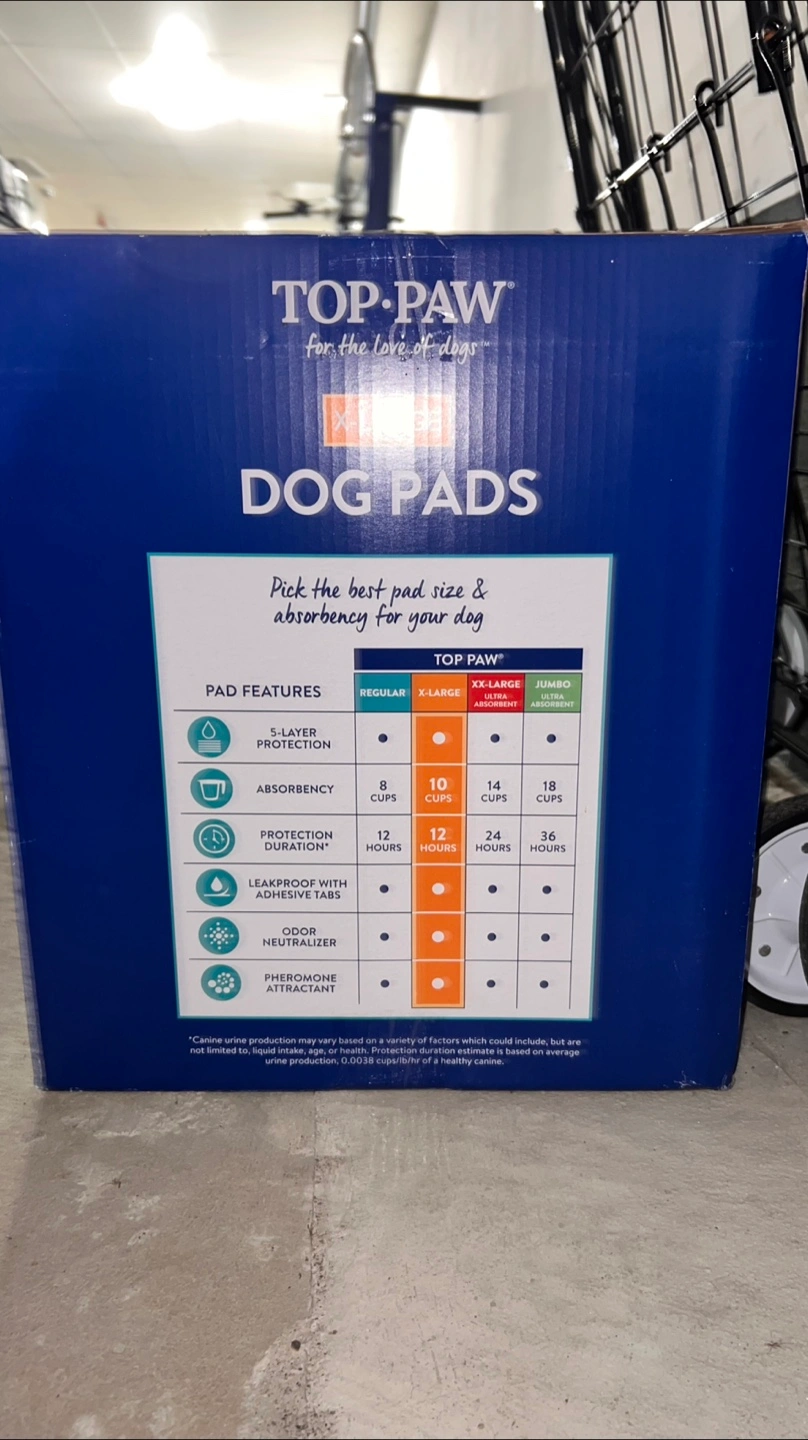 TOP•PAW®
for the love of dogs™
X-LARGE
DOG PADS
Pick the best pad size &
absorbency for your dog
TOP PAW®
PAD FEATURES REGULAR X-LARGE XX-LARGE ULTRA ABSORBENT JUMBO ULTRA ABSORBENT
5-LAYER
PROTECTION
ABSORBENCY 8 CUPS 10 CUPS 14 CUPS 18 CUPS
PROTECTION
DURATION* 12 HOURS 12 HOURS 24 HOURS 36 HOURS
LEAKPROOF WITH
ADHESIVE TABS
ODOR
NEUTRALIZER
PHEROMONE
ATTRACTANT
*Canine urine production may vary based on a variety of factors which could include, but are
not limited to, liquid intake, age, or health. Protection duration estimate is based on average
urine production, 0.0038 cups/lb/hr of a healthy canine.